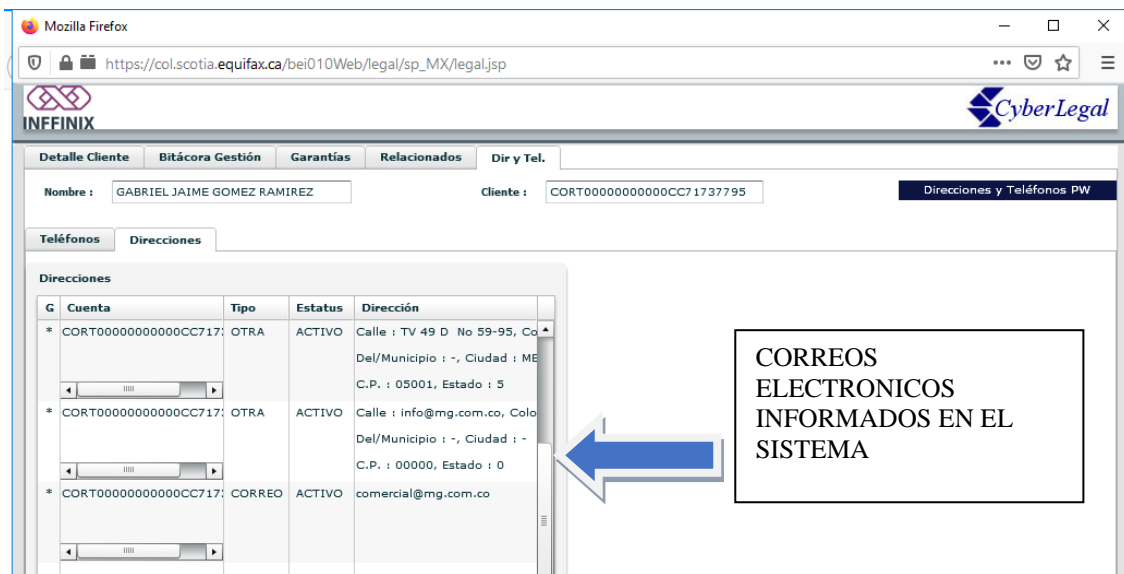 Mozilla Firefox
https://col.scotia.equifax.ca/bei010Web/legal/sp_MX/legal.jsp
INFFINIX
CyberLegal
Detalle Cliente Bitácora Gestión Garantías Relacionados Dir y Tel.
Nombre : GABRIEL JAIME GOMEZ RAMIREZ Cliente : CORT00000000000CC71737795 Direcciones y Teléfonos PW
Teléfonos Direcciones
Direcciones
G Cuenta Tipo Estatus Dirección
* CORT00000000000CC717 OTRA ACTIVO Calle : TV 49 D No 59-95, Co
Del/Municipio : -, Ciudad : ME
C.P. : 05001, Estado : 5
* CORT00000000000CC717 OTRA ACTIVO Calle : info@mg.com.co, Colo
Del/Municipio : -, Ciudad : -
C.P. : 00000, Estado : 0
* CORT00000000000CC717 CORREO ACTIVO comercial@mg.com.co
CORREOS
ELECTRONICOS
INFORMADOS EN EL
SISTEMA